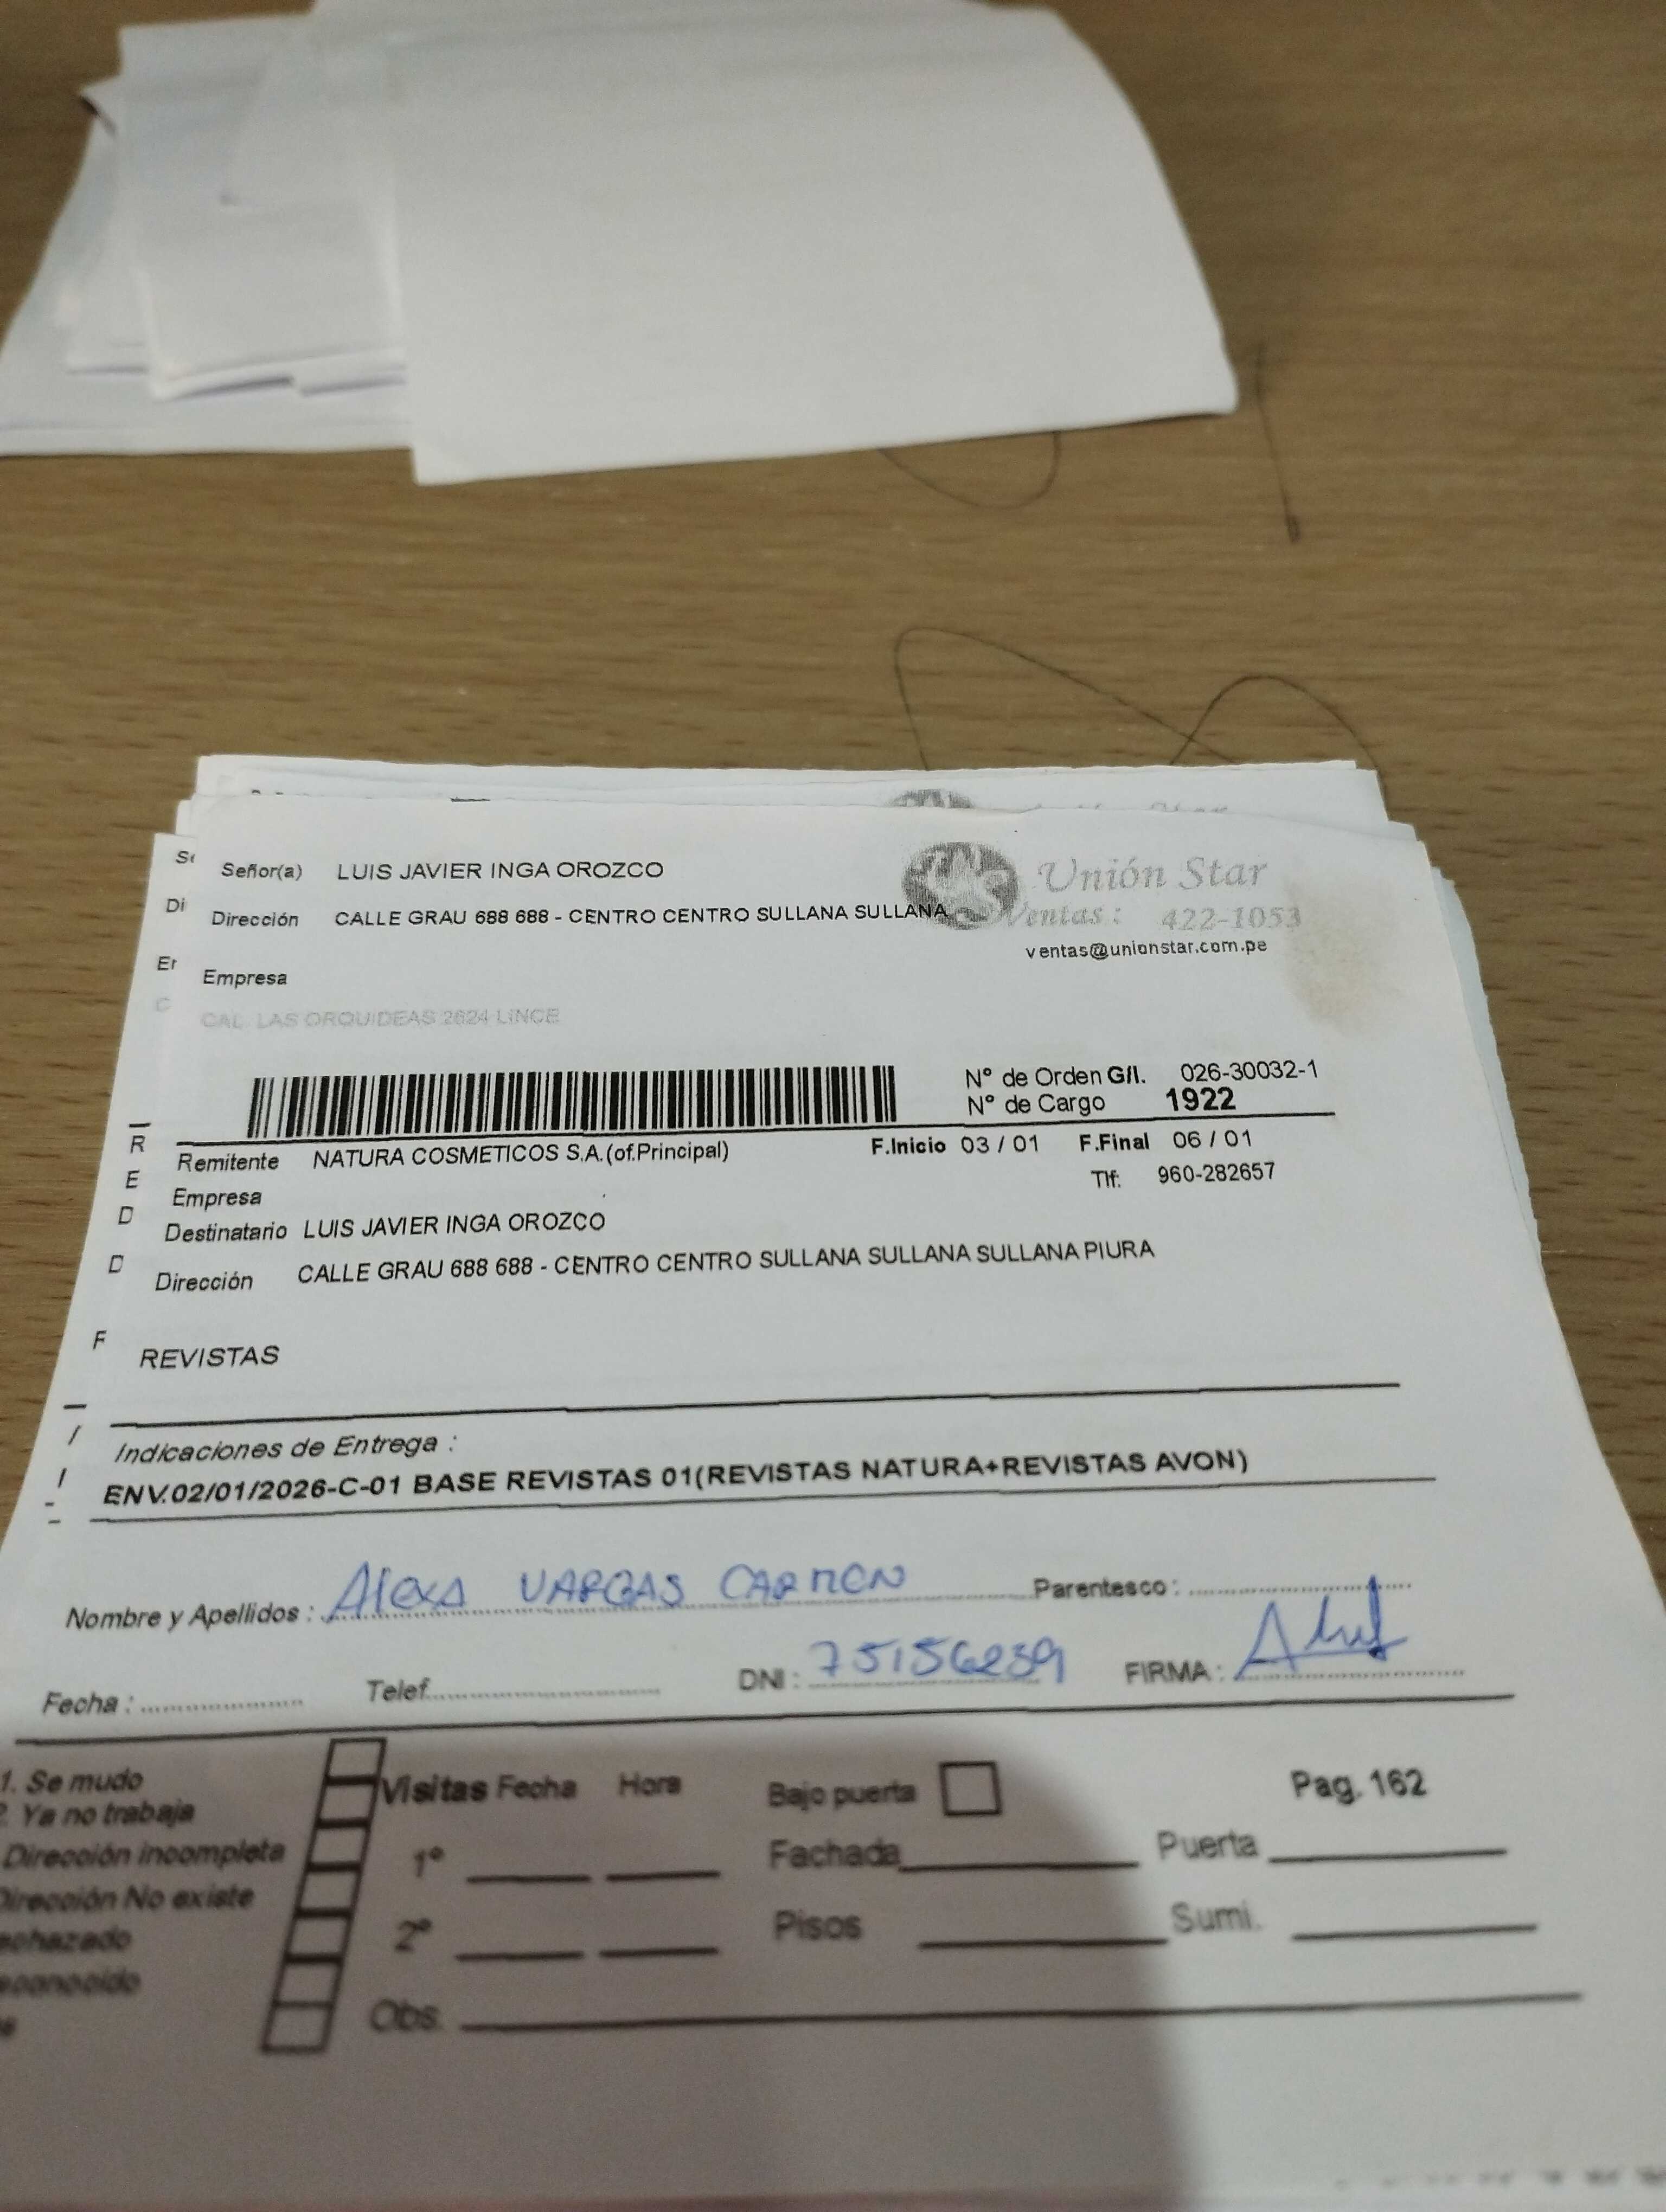 Señor(a) LUIS JAVIER INGA OROZCO
Unión Star
Dirección CALLE GRAU 688 688 - CENTRO CENTRO SULLANA SULLANA
Ventas : 422-1053
ventas@unionstar.com.pe
Empresa
CAL. LAS ORQUIDEAS 2624 LINCE
Nº de Orden G/I. 026-30032-1
Nº de Cargo 1922
Remitente NATURA COSMETICOS S.A.(of.Principal) F.Inicio 03 / 01 F.Final 06 / 01
Empresa Tlf: 960-282657
Destinatario LUIS JAVIER INGA OROZCO
Dirección CALLE GRAU 688 688 - CENTRO CENTRO SULLANA SULLANA SULLANA PIURA
REVISTAS
Indicaciones de Entrega :
ENV.02/01/2026-C-01 BASE REVISTAS 01(REVISTAS NATURA+REVISTAS AVON)
Nombre y Apellidos : Alexa VARGAS CARMEN Parentesco :
Fecha : Telef. DNI : 75156239 FIRMA :
1. Se mudo Visitas Fecha Hora Bajo puerta Pag. 162
2. Ya no trabaja
Dirección incompleta 1º Fachada Puerta
Dirección No existe
2º Pisos Sumi.
Obs.